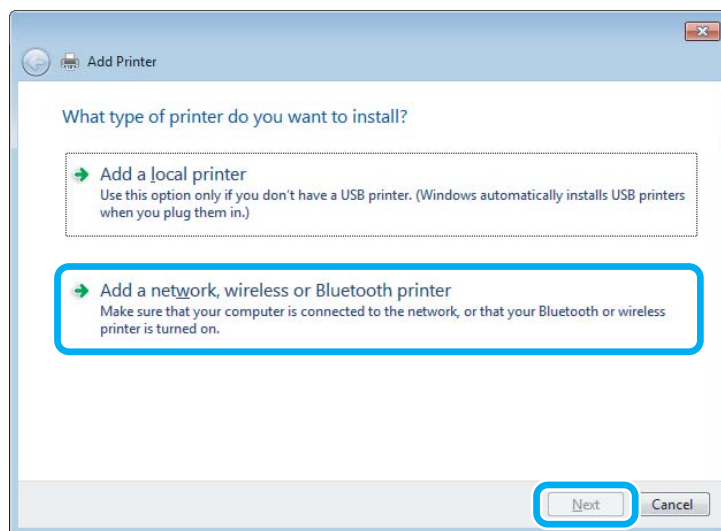 Add Printer
What type of printer do you want to install?
Add a local printer
Use this option only if you don't have a USB printer. (Windows automatically installs USB printers
when you plug them in.)
Add a network, wireless or Bluetooth printer
Make sure that your computer is connected to the network, or that your Bluetooth or wireless
printer is turned on.
Next Cancel